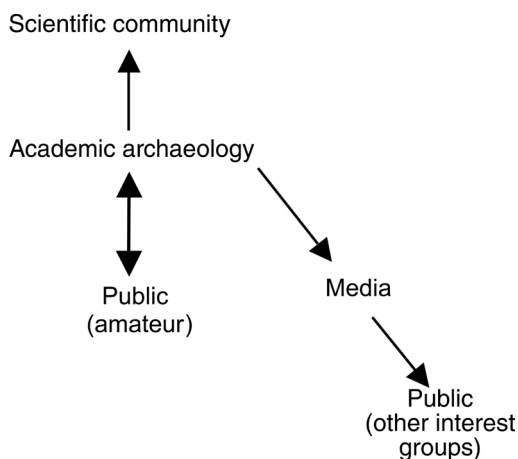 Scientific community
Academic archaeology
Public
(amateur)
Media
Public
(other interest
groups)